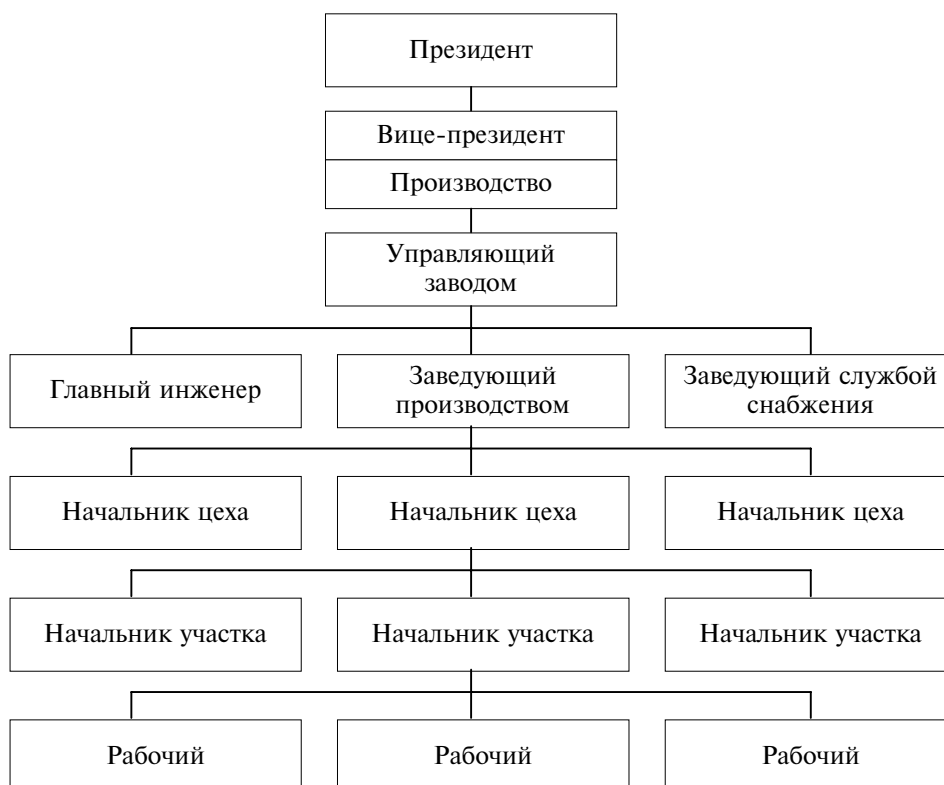 Президент
Вице-президент
Производство
Управляющий
заводом
Главный инженер
Заведующий
производством
Заведующий службой
снабжения
Начальник цеха
Начальник цеха
Начальник цеха
Начальник участка
Начальник участка
Начальник участка
Рабочий
Рабочий
Рабочий